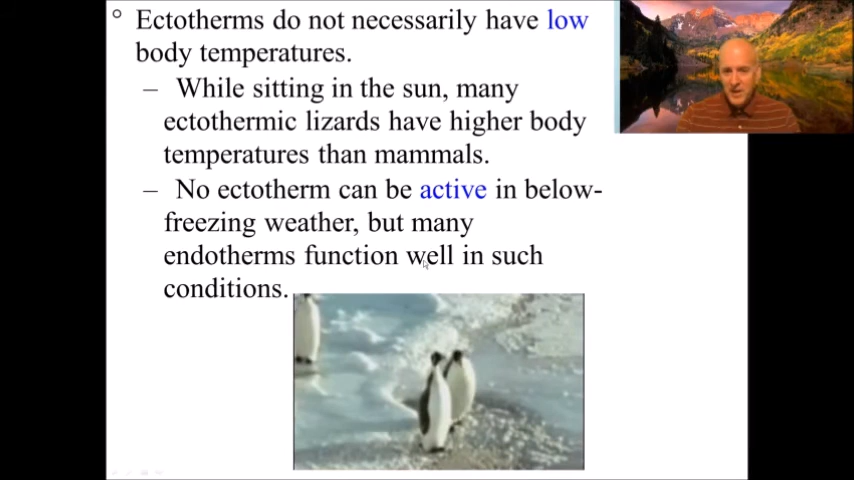 ° Ectotherms do not necessarily have low
body temperatures.
– While sitting in the sun, many
ectothermic lizards have higher body
temperatures than mammals.
– No ectotherm can be active in below-
freezing weather, but many
endotherms function well in such
conditions.